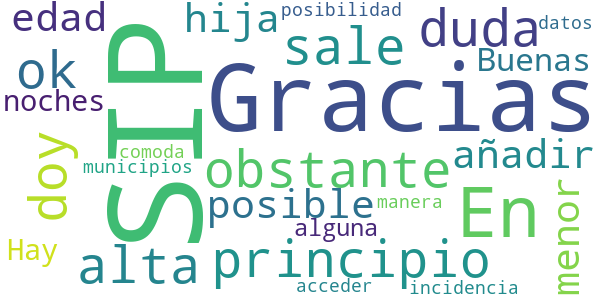 edad
hija
posibilidad
sale
duda
datos
ok
SIP
Gracias
Buenas
noches
doy
comoda
municipios
obstante
añadir
posible
manera
En
menor
alguna
Hay
alta
principio
acceder
incidencia